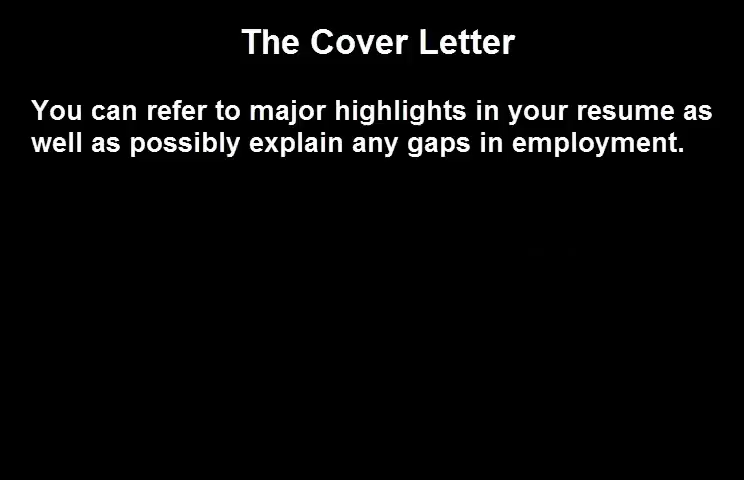 The Cover Letter
You can refer to major highlights in your resume as
well as possibly explain any gaps in employment.